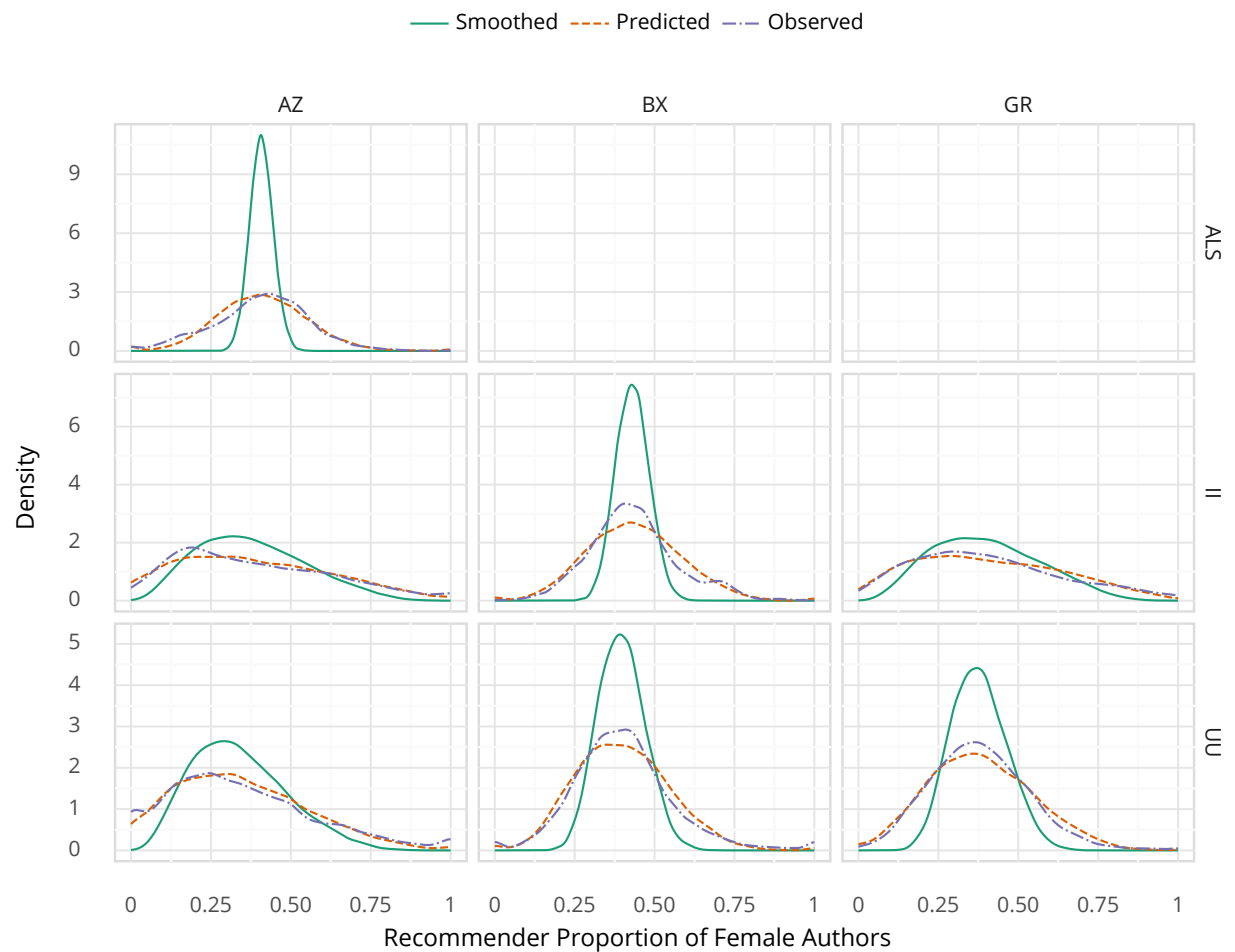 Smoothed Predicted Observed
AZ BX GR
9
6
3
0
ALS
6
4
2
0
II
5
4
3
2
1
0
UU
Density
0 0.25 0.50 0.75 1 0 0.25 0.50 0.75 1 0 0.25 0.50 0.75 1
Recommender Proportion of Female Authors